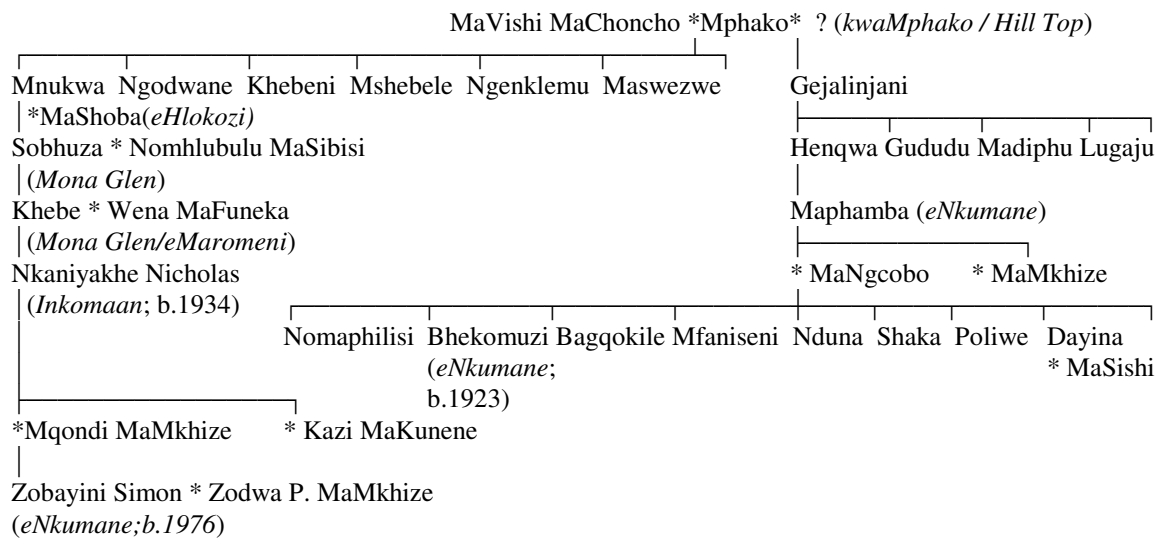 MaVishi MaChoncho *Mphako* ? (kwaMphako / Hill Top)
Mnukwa Ngodwane Khebeni Mshebele Ngenklemu Maswezwe Gejalinjani
*MaShoba(eHlokozi)
Sobhuza * Nomhlubulu MaSibisi Henqwa Gududu Madiphu Lugaju
(Mona Glen)
Khebe * Wena MaFuneka Maphamba (eNkumane)
(Mona Glen/eMaromeni)
Nkaniyakhe Nicholas * MaNgcobo * MaMkhize
(Inkomaan; b.1934)
Nomaphilisi Bhekomuzi Bagqokile Mfaniseni Nduna Shaka Poliwe Dayina
(eNkumane; * MaSishi
b.1923)
*Mqondi MaMkhize * Kazi MaKunene
Zobayini Simon * Zodwa P. MaMkhize
(eNkumane;b.1976)